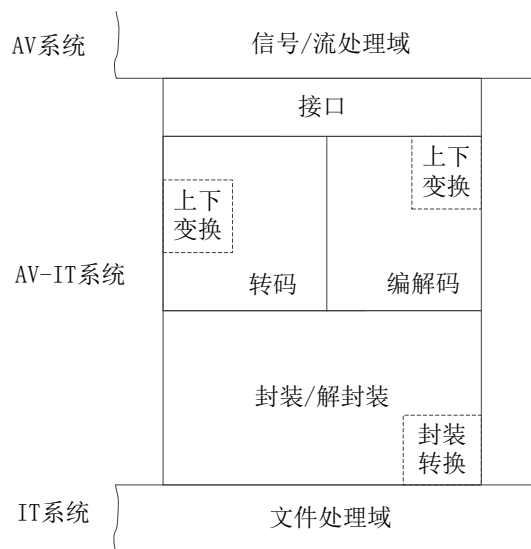 AV系统
信号/流处理域
接口
上下
变换
上下
变换
AV-IT系统
转码
编解码
封装/解封装
封装
转换
IT系统
文件处理域